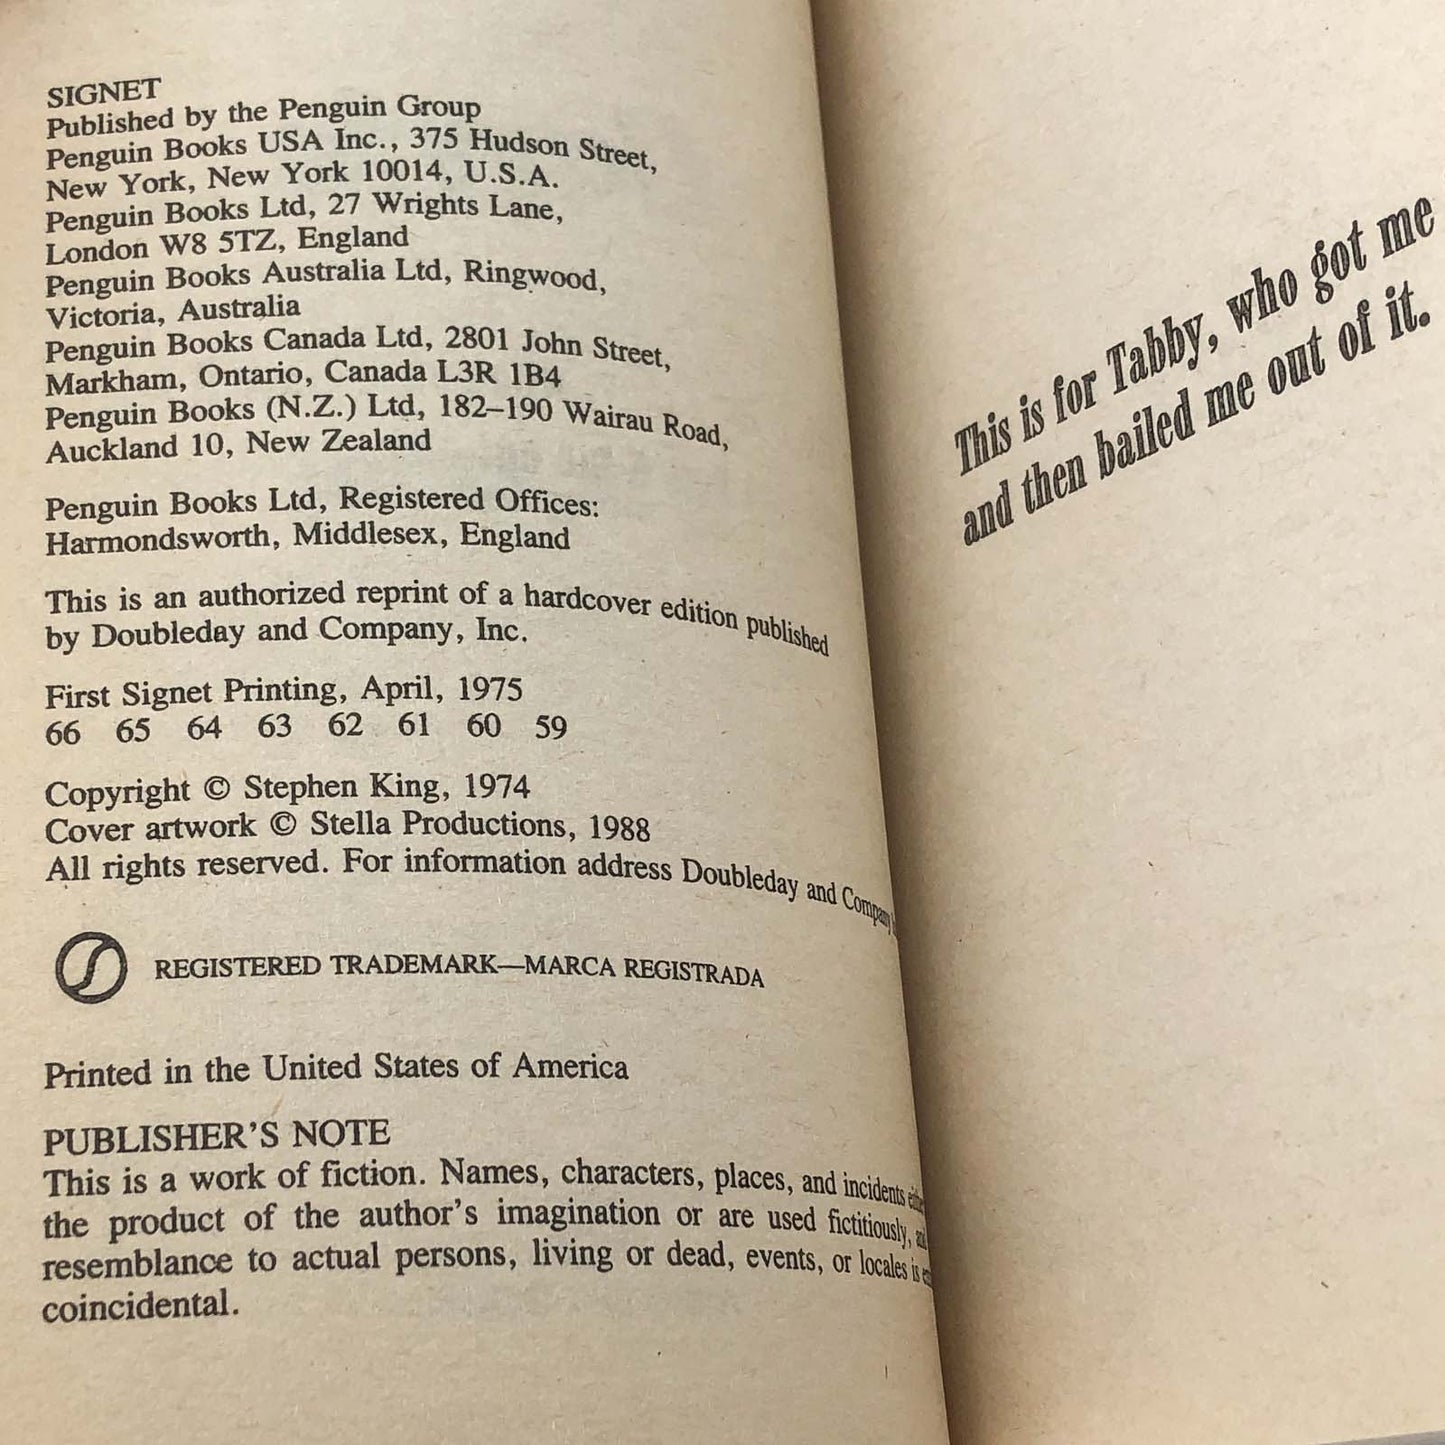 SIGNET
Published by the Penguin Group
Penguin Books USA Inc., 375 Hudson Street,
New York, New York 10014, U.S.A.
Penguin Books Ltd, 27 Wrights Lane,
London W8 5TZ, England
Penguin Books Australia Ltd, Ringwood,
Victoria, Australia
Penguin Books Canada Ltd, 2801 John Street,
Markham, Ontario, Canada L3R 1B4
Penguin Books (N.Z.) Ltd, 182–190 Wairau Road,
Auckland 10, New Zealand
Penguin Books Ltd, Registered Offices:
Harmondsworth, Middlesex, England
This is an authorized reprint of a hardcover edition published
by Doubleday and Company, Inc.
First Signet Printing, April, 1975
66 65 64 63 62 61 60 59
Copyright © Stephen King, 1974
Cover artwork © Stella Productions, 1988
All rights reserved. For information address Doubleday and Company
REGISTERED TRADEMARK—MARCA REGISTRADA
Printed in the United States of America
PUBLISHER'S NOTE
This is a work of fiction. Names, characters, places, and incidents
the product of the author's imagination or are used fictitiously,
resemblance to actual persons, living or dead, events, or locales is
coincidental.
This is for Tabby, who got me
and then bailed me out of it.